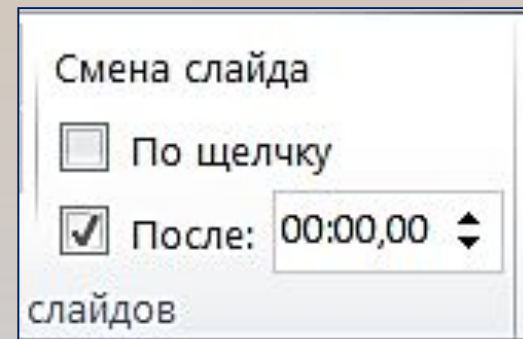 Смена слайда
По щелчку
После: 00:00,00
слайдов